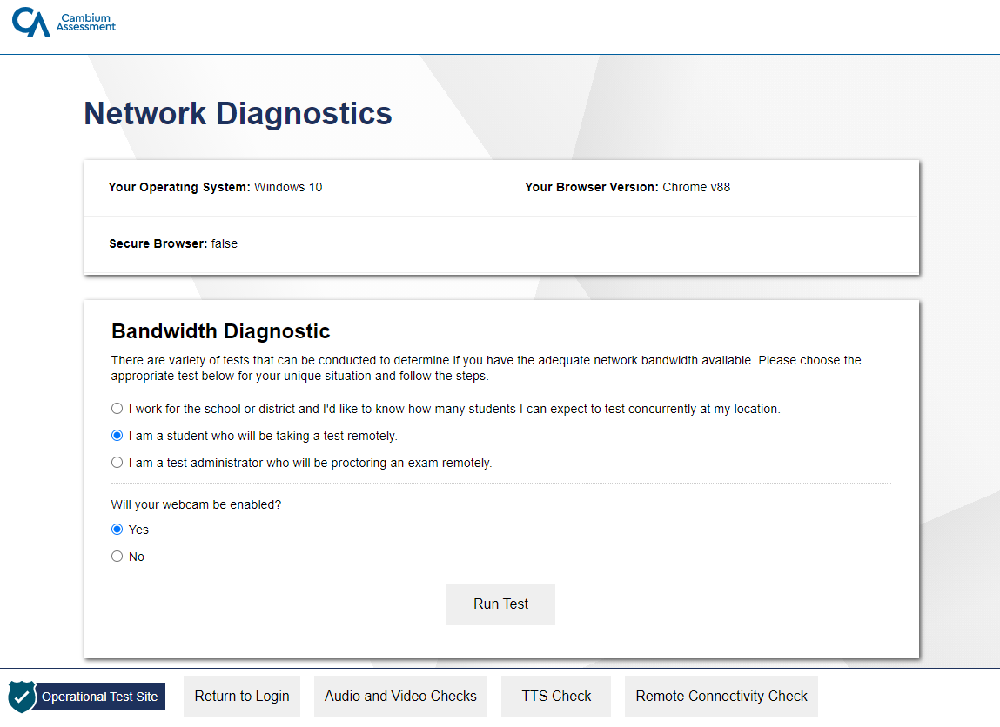 CA Cambium
Assessment
Network Diagnostics
Your Operating System: Windows 10
Your Browser Version: Chrome v88
Secure Browser: false
Bandwidth Diagnostic
There are variety of tests that can be conducted to determine if you have the adequate network bandwidth available. Please choose the
appropriate test below for your unique situation and follow the steps.
I work for the school or district and I'd like to know how many students I can expect to test concurrently at my location.
I am a student who will be taking a test remotely.
I am a test administrator who will be proctoring an exam remotely.
Will your webcam be enabled?
Yes
No
Run Test
Operational Test Site
Return to Login
Audio and Video Checks
TTS Check
Remote Connectivity Check